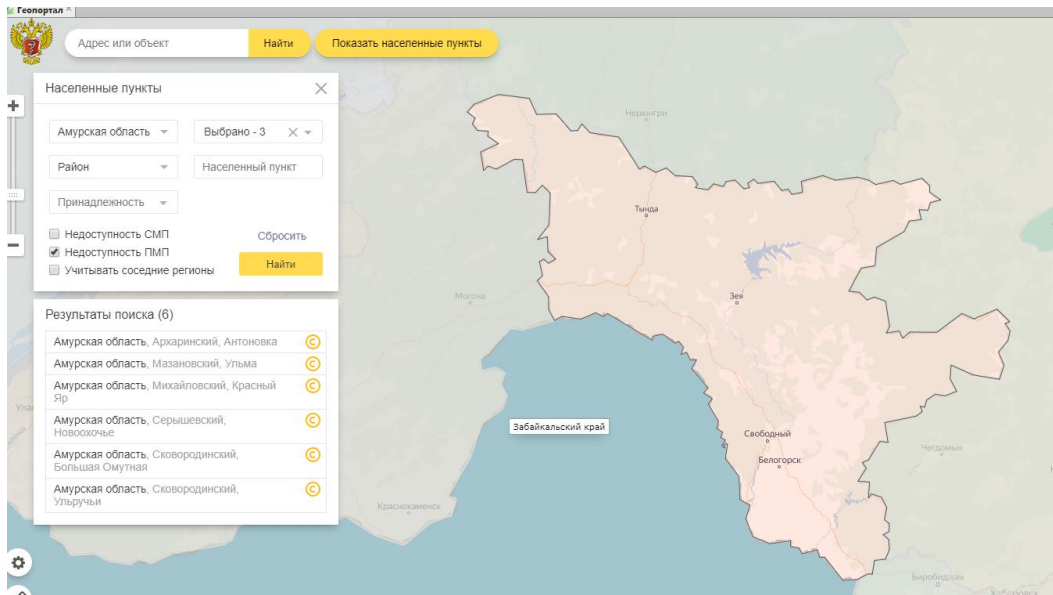 Геопортал
Адрес или объект
Найти
Показать населенные пункты
Населенные пункты
Амурская область
Выбрано - 3
Район
Населенный пункт
Принадлежность
Недоступность СМП
Сбросить
Недоступность ПМП
Учитывать соседние регионы
Найти
Результаты поиска (6)
Амурская область, Архаринский, Антоновка
Амурская область, Мазановский, Ульма
Амурская область, Михайловский, Красный
Яр
Амурская область, Серышевский,
Новоохочье
Амурская область, Сковородинский,
Большая Омутная
Амурская область, Сковородинский,
Ульручьи
Нерюнгри
Тында
Могоча
Зея
Забайкальский край
Свободный
Белогорск
Чегдомын
Краснокаменск
Биробиджан
Хабаровск